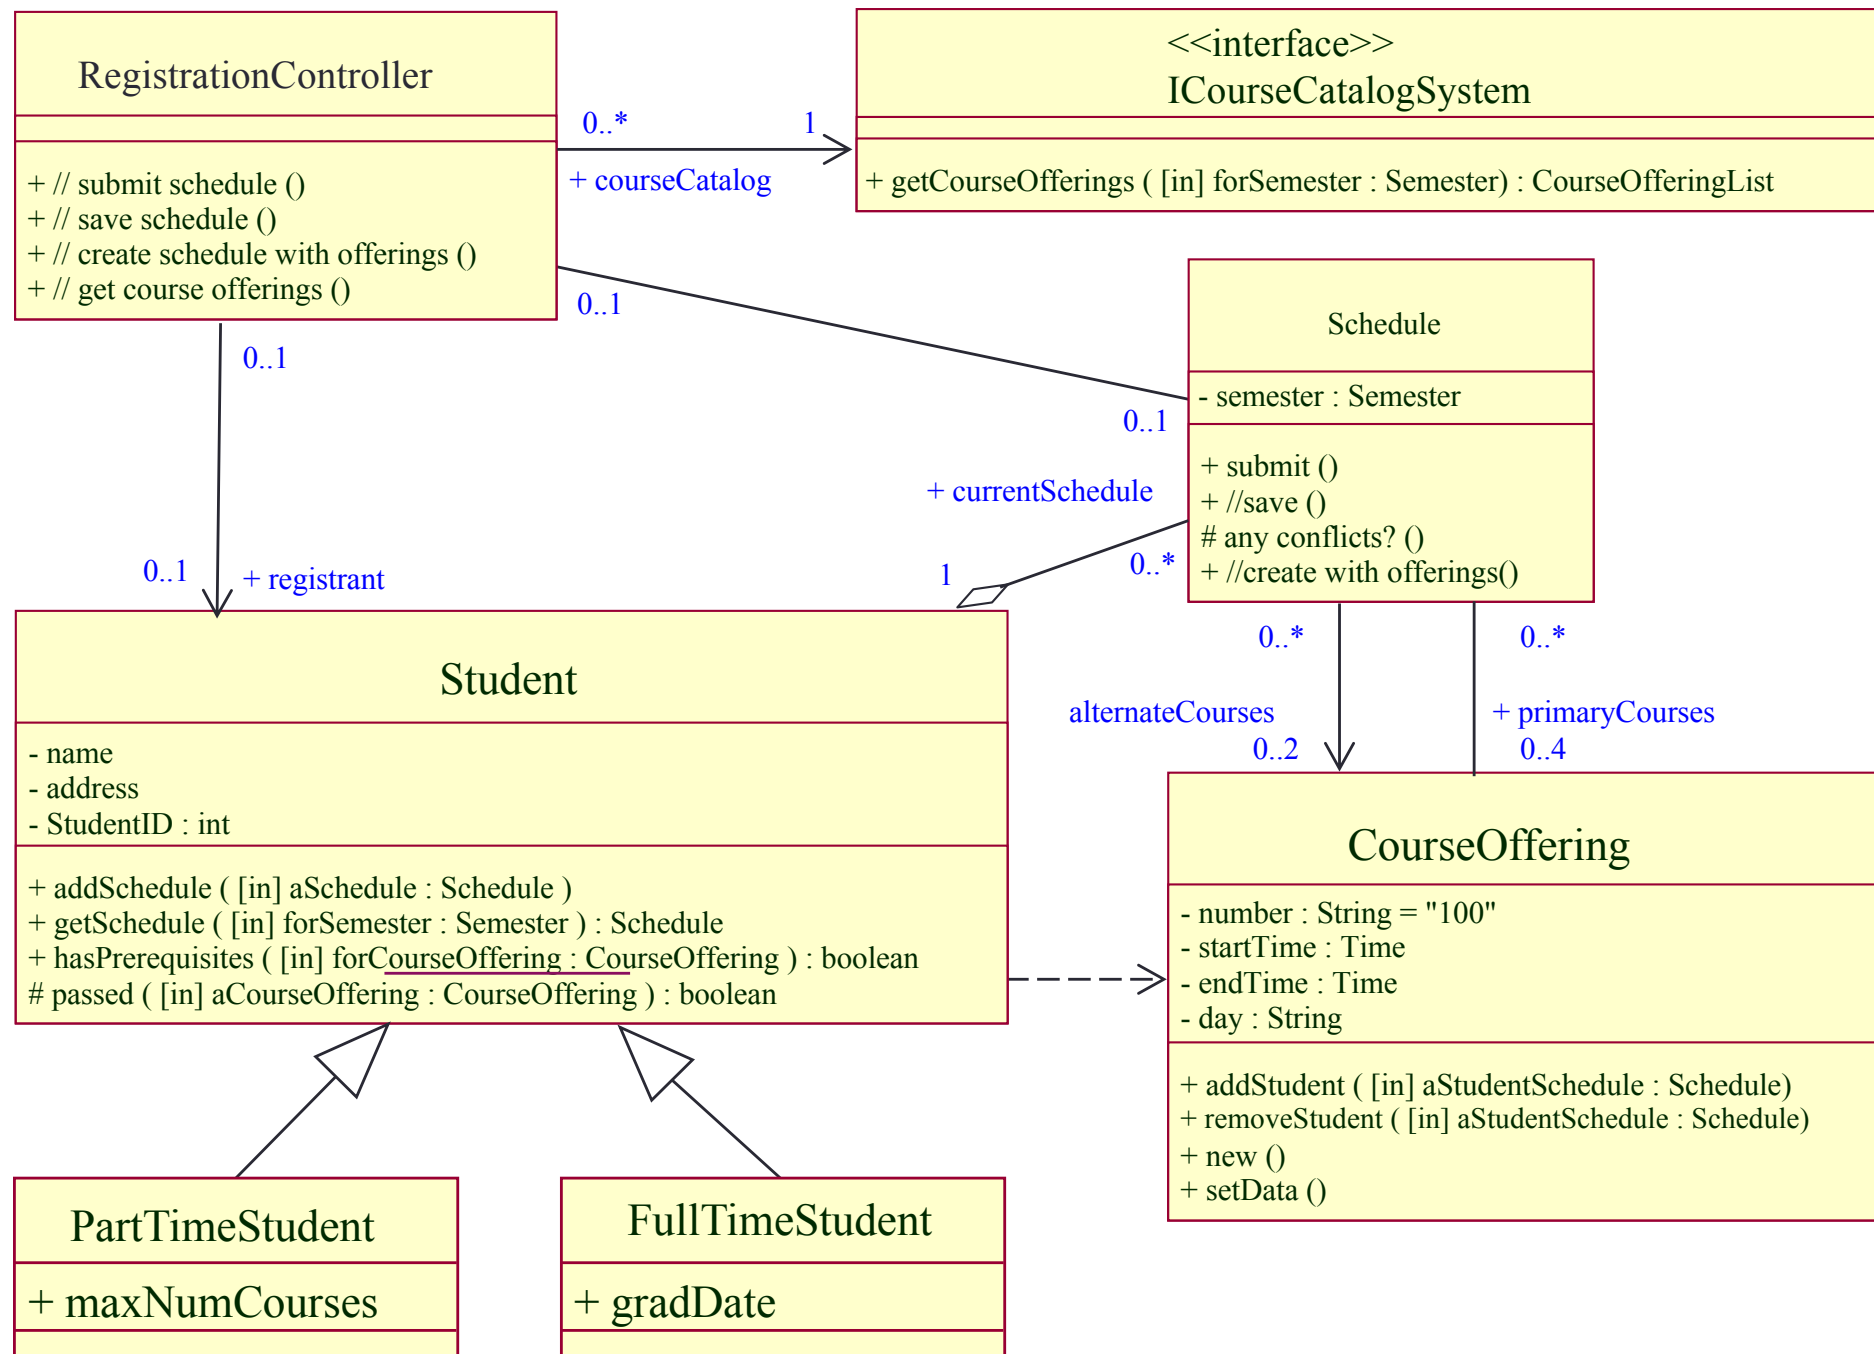 RegistrationController
+ // submit schedule ()
+ // save schedule ()
+ // create schedule with offerings ()
+ // get course offerings ()
0..*
1
+ courseCatalog
<<interface>>
ICourseCatalogSystem
+ getCourseOfferings ( [in] forSemester : Semester) : CourseOfferingList
0..1
0..1
0..1
0..1
+ registrant
Schedule
- semester : Semester
+ submit ()
+ //save ()
# any conflicts? ()
+ //create with offerings()
+ currentSchedule
1
0..*
0..*
0..*
alternateCourses
0..2
+ primaryCourses
0..4
Student
- name
- address
- StudentID : int
+ addSchedule ( [in] aSchedule : Schedule )
+ getSchedule ( [in] forSemester : Semester ) : Schedule
+ hasPrerequisites ( [in] forCourseOffering : CourseOffering ) : boolean
# passed ( [in] aCourseOffering : CourseOffering ) : boolean
CourseOffering
- number : String = "100"
- startTime : Time
- endTime : Time
- day : String
+ addStudent ( [in] aStudentSchedule : Schedule)
+ removeStudent ( [in] aStudentSchedule : Schedule)
+ new ()
+ setData ()
PartTimeStudent
+ maxNumCourses
FullTimeStudent
+ gradDate